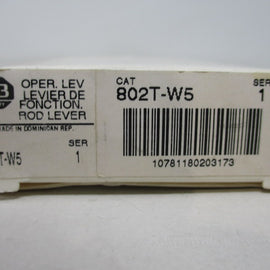 OPER. LEV
LEVIER DE
FONCTION.
ROD LEVER
MADE IN DOMINICAN REP.
SER
1
T-W5
CAT
802T-W5
SER
1
10781180203173